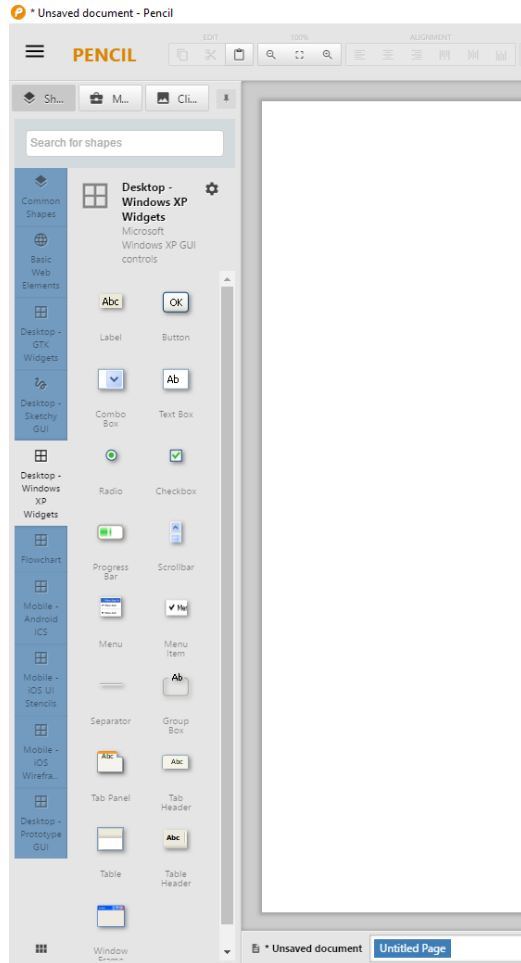 * Unsaved document - Pencil
EDIT 100% ALIGNMENT
PENCIL
Sh... M... Cli...
Search for shapes
Common
Shapes
Basic
Web
Elements
Desktop -
GTK
Widgets
Desktop -
Sketchy
GUI
Desktop -
Windows
XP
Widgets
Flowchart
Mobile -
Android
ICS
Mobile -
iOS UI
Stencils
Mobile -
iOS
Wirefra...
Desktop -
Prototype
GUI
Desktop -
Windows XP
Widgets
Microsoft
Windows XP GUI
controls
Abc OK
Label Button
Ab
Combo
Box
Text Box
Radio Checkbox
Progress
Bar
Scrollbar
Menu
Menu
Item
Ab
Separator
Group
Box
Abc Abc
Tab Panel
Tab
Header
Abc
Table
Table
Header
Window
Frame
* Unsaved document Untitled Page